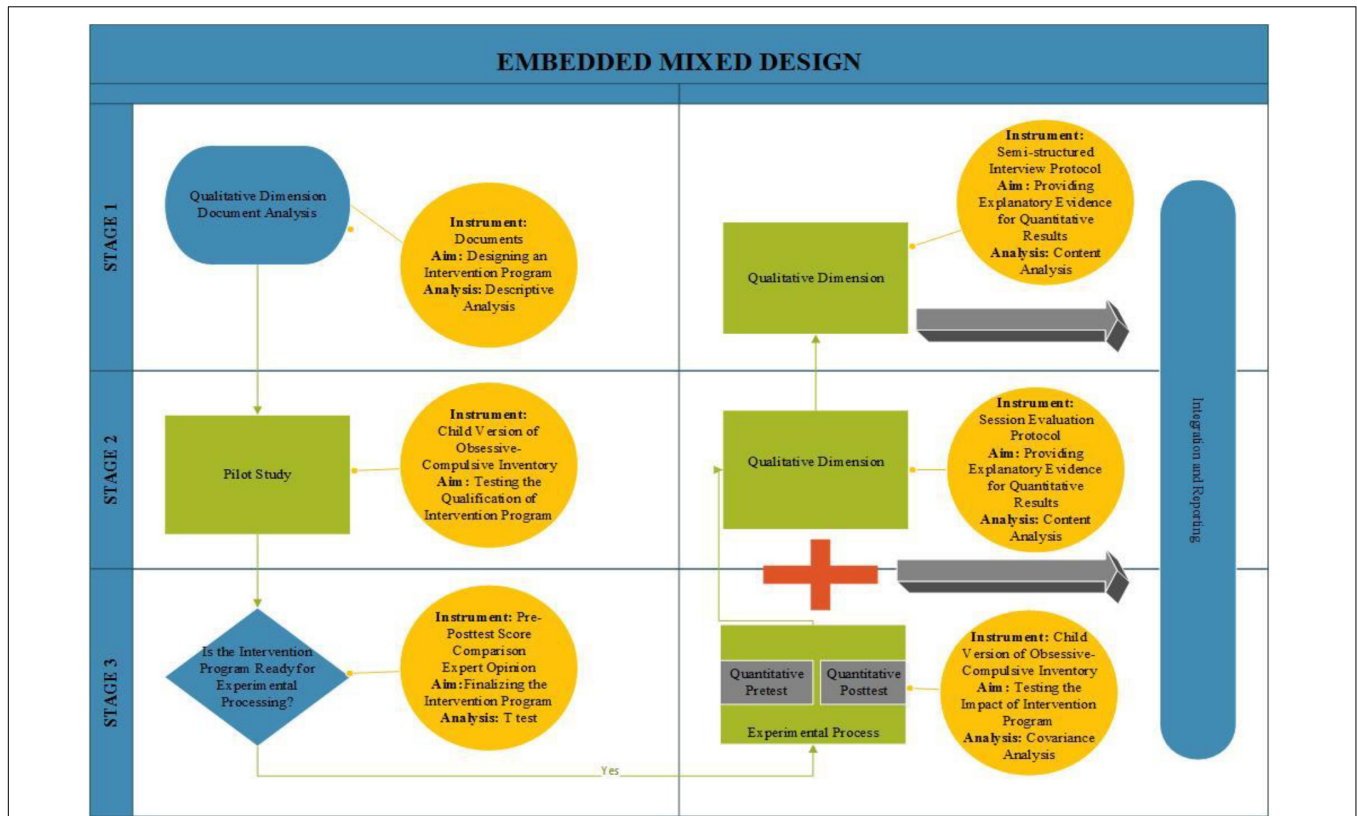 EMBEDDED MIXED DESIGN
STAGE 1
Qualitative Dimension
Document Analysis
Instrument:
Documents
Aim : Designing an
Intervention Program
Analysis: Descriptive
Analysis
Qualitative Dimension
Instrument:
Semi-structured
Interview Protocol
Aim : Providing
Explanatory Evidence
for Quantitative
Results
Analysis: Content
Analysis
STAGE 2
Pilot Study
Instrument:
Child Version of
Obsessive-
Compulsive Inventory
Aim : Testing the
Qualification of
Intervention Program
Qualitative Dimension
Instrument:
Session Evaluation
Protocol
Aim : Providing
Explanatory Evidence
for Quantitative
Results
Analysis: Content
Analysis
Integration and Reporting
STAGE 3
Is the Intervention
Program Ready for
Experimental
Processing?
Instrument: Pre-
Posttest Score
Comparison
Expert Opinion
Aim :Finalizing the
Intervention Program
Analysis: T test
Yes
Quantitative
Pretest
Quantitative
Posttest
Experimental Process
Instrument: Child
Version of Obsessive-
Compulsive Inventory
Aim : Testing the
Impact of Intervention
Program
Analysis: Covariance
Analysis